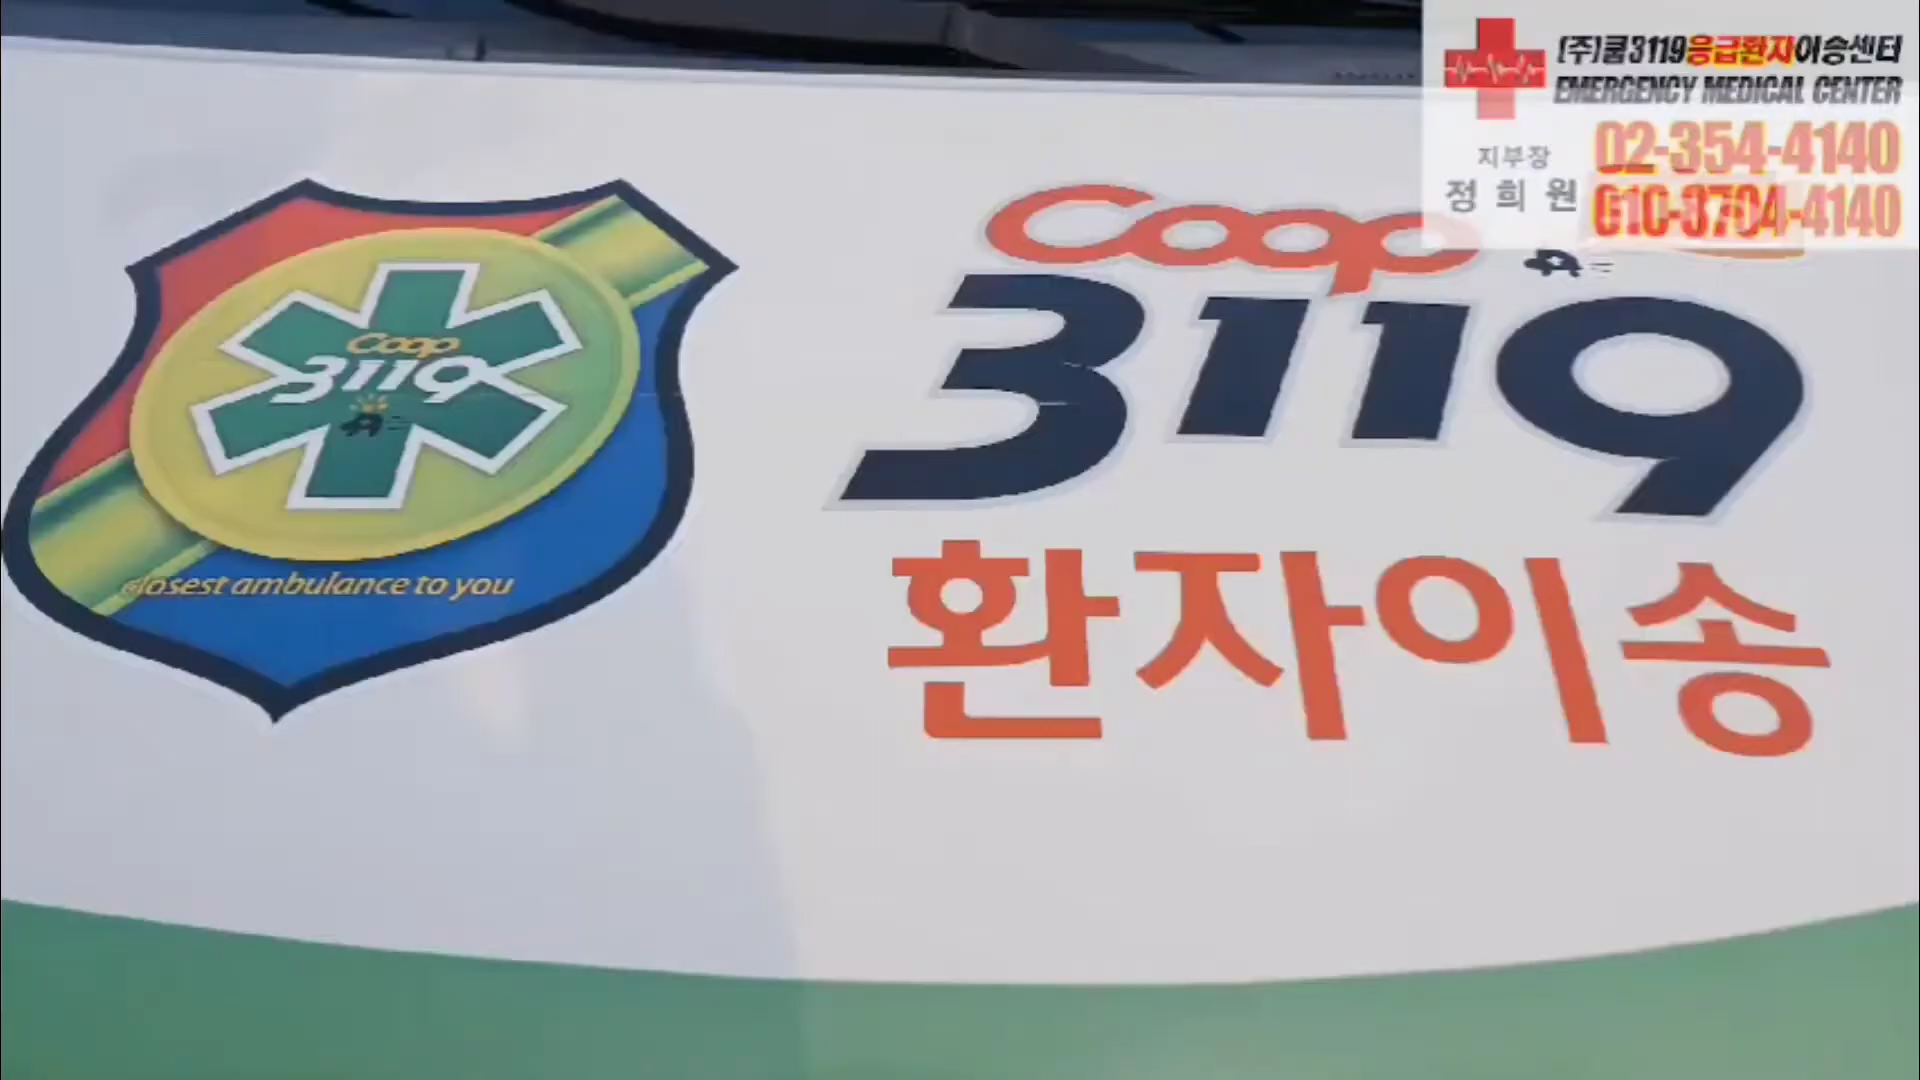 (주)쿱3119응급환자이송센터
EMERGENCY MEDICAL CENTER
02-354-4140
지부장
정희원
010-3704-4140
Coop
3119
환자이송
Coop
3119
closest ambulance to you